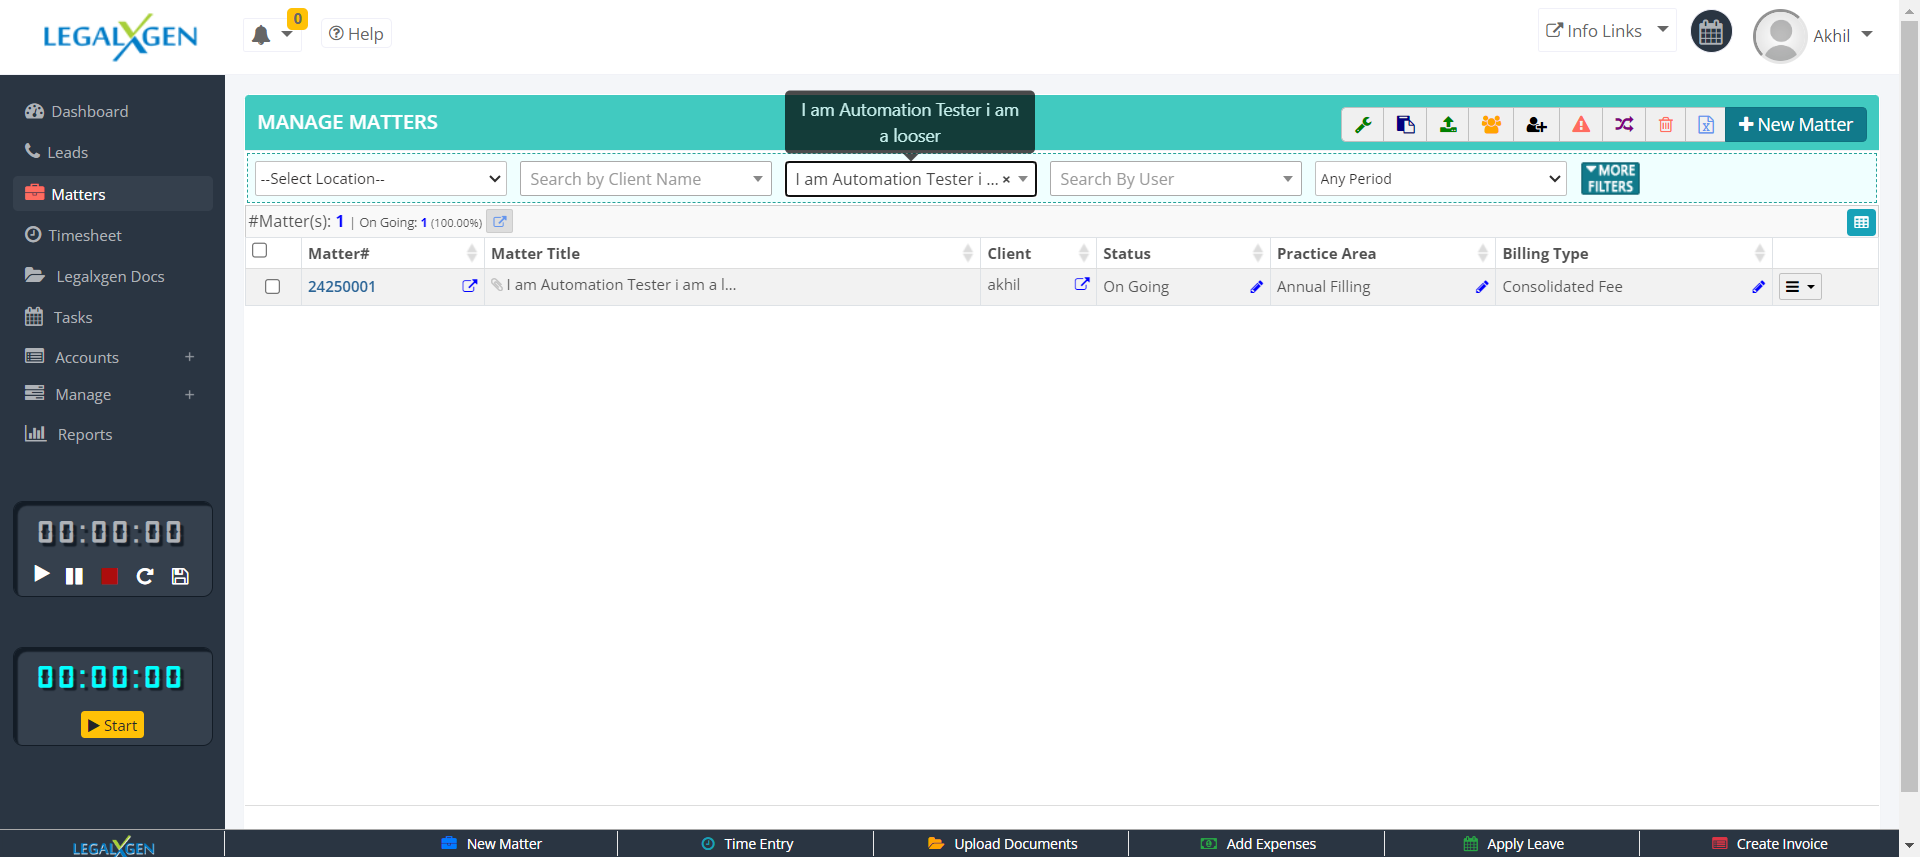 LEGALXGEN
0
Help
Info Links
Akhil
Dashboard
Leads
Matters
Timesheet
Legalxgen Docs
Tasks
Accounts +
Manage +
Reports
00:00:00
00:00:00
Start
MANAGE MATTERS
I am Automation Tester i am
a looser
New Matter
--Select Location--
Search by Client Name
I am Automation Tester i ... ×
Search By User
Any Period
MORE
FILTERS
#Matter(s): 1 | On Going: 1 (100.00%)
Matter# Matter Title Client Status Practice Area Billing Type
24250001 I am Automation Tester i am a l... akhil On Going Annual Filling Consolidated Fee
LEGALXGEN New Matter Time Entry Upload Documents Add Expenses Apply Leave Create Invoice